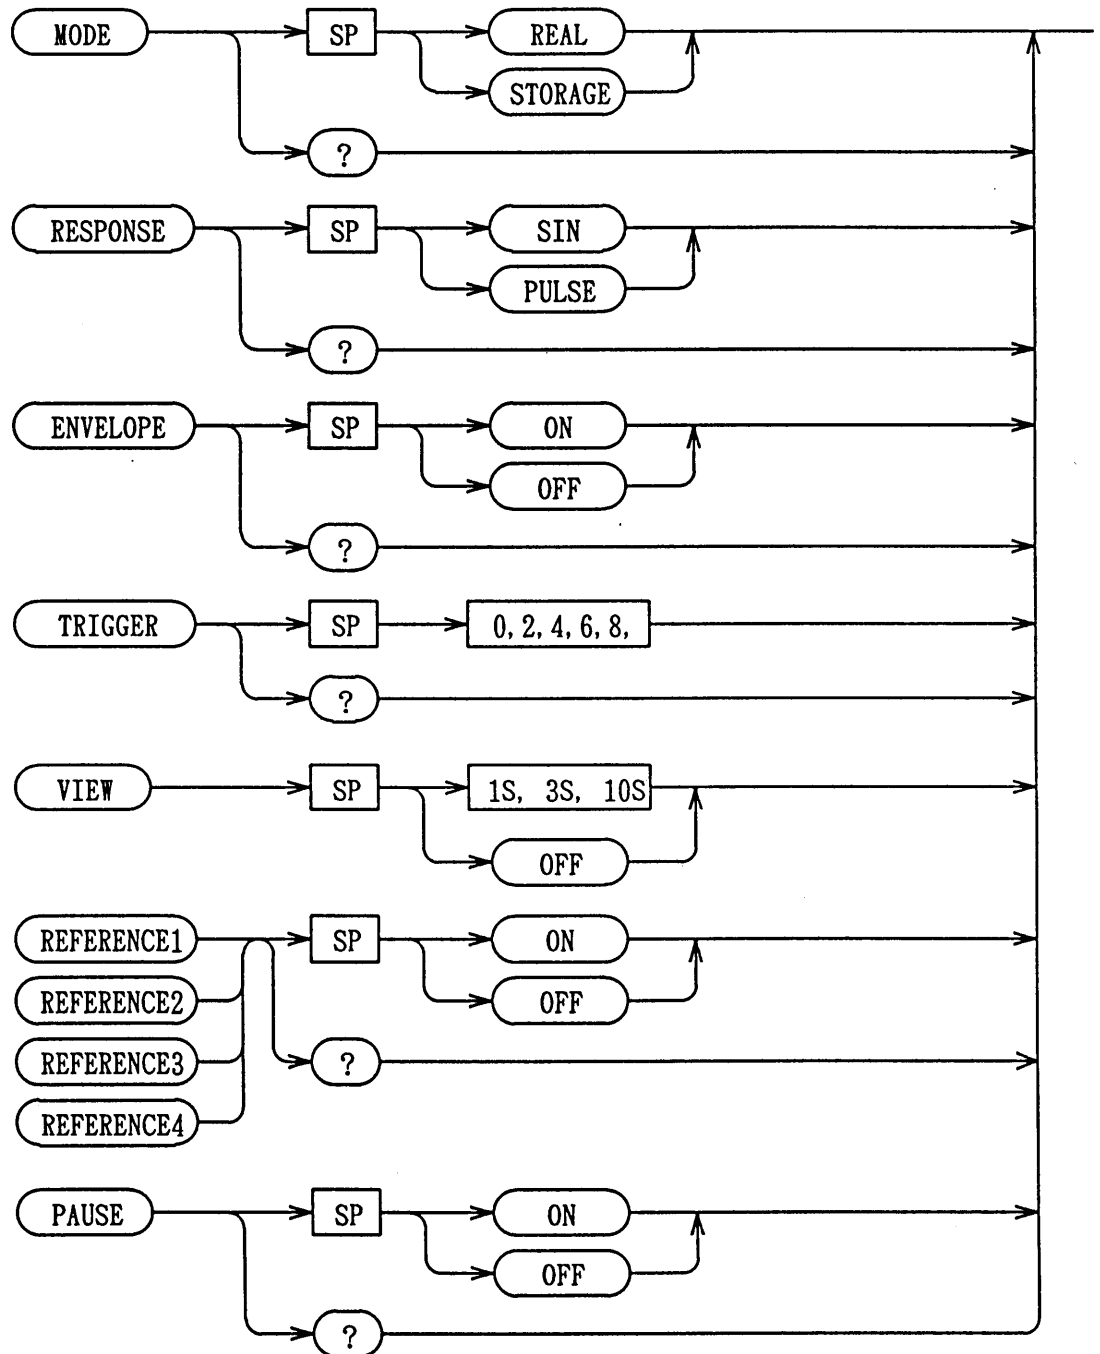 MODE SP REAL
STORAGE
?
RESPONSE SP SIN
PULSE
?
ENVELOPE SP ON
OFF
?
TRIGGER SP 0, 2, 4, 6, 8,
?
VIEW SP 1S, 3S, 10S
OFF
REFERENCE1 SP ON
REFERENCE2 OFF
REFERENCE3 ?
REFERENCE4
PAUSE SP ON
OFF
?